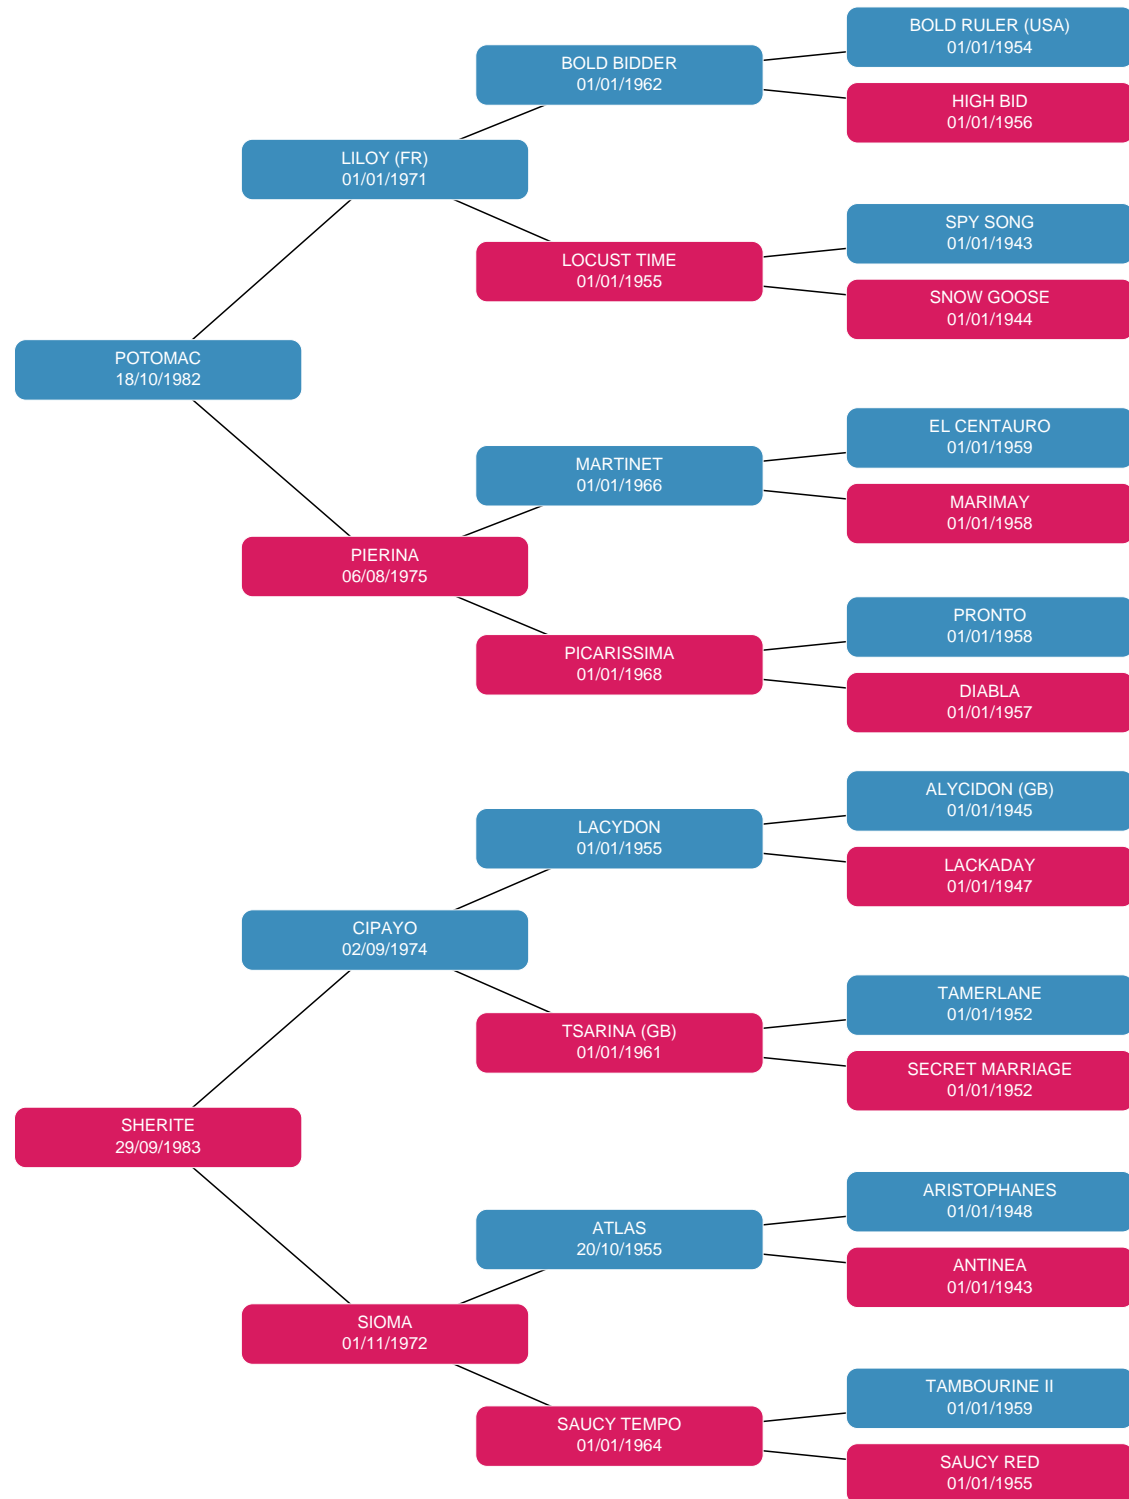 BOLD RULER (USA)
01/01/1954
BOLD BIDDER
01/01/1962
HIGH BID
01/01/1956
LILOY (FR)
01/01/1971
SPY SONG
01/01/1943
LOCUST TIME
01/01/1955
SNOW GOOSE
01/01/1944
POTOMAC
18/10/1982
EL CENTAURO
01/01/1959
MARTINET
01/01/1966
MARIMAY
01/01/1958
PIERINA
06/08/1975
PRONTO
01/01/1958
PICARISSIMA
01/01/1968
DIABLA
01/01/1957
ALYCIDON (GB)
01/01/1945
LACYDON
01/01/1955
LACKADAY
01/01/1947
CIPAYO
02/09/1974
TAMERLANE
01/01/1952
TSARINA (GB)
01/01/1961
SECRET MARRIAGE
01/01/1952
SHERITE
29/09/1983
ARISTOPHANES
01/01/1948
ATLAS
20/10/1955
ANTINEA
01/01/1943
SIOMA
01/11/1972
TAMBOURINE II
01/01/1959
SAUCY TEMPO
01/01/1964
SAUCY RED
01/01/1955